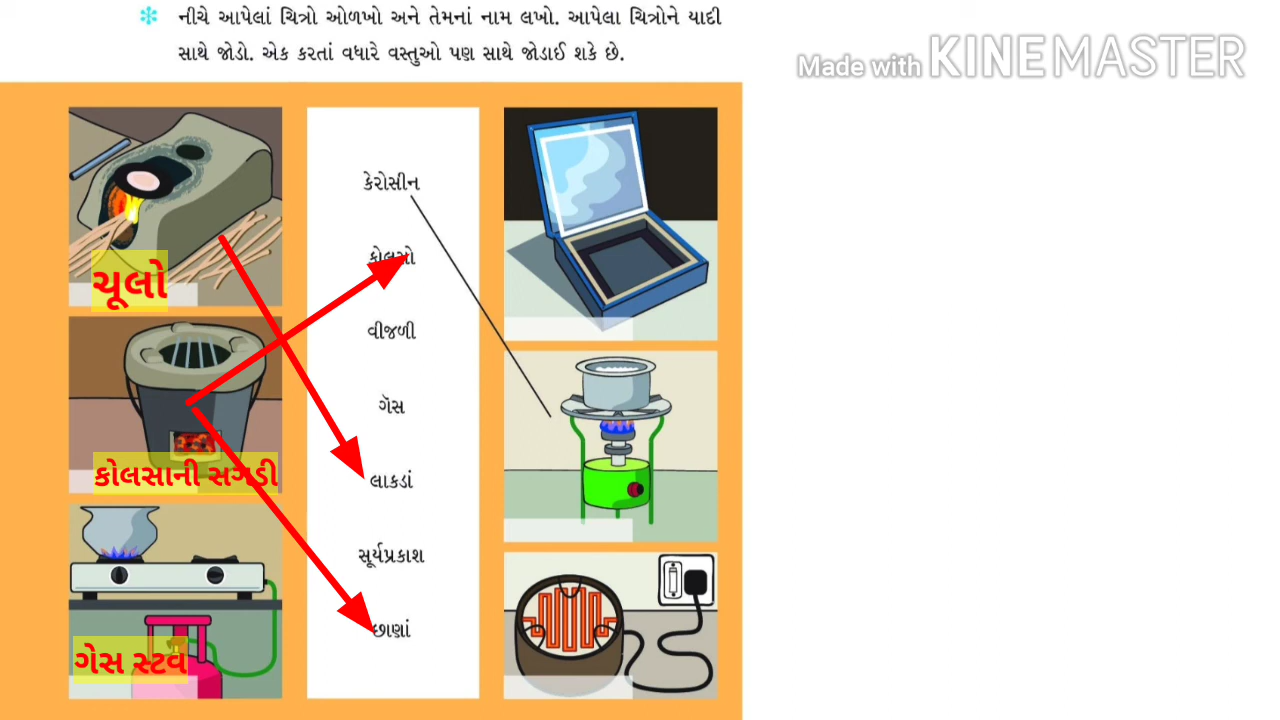 નીચે આપેલાં ચિત્રો ઓળખો અને તેમનાં નામ લખો. આપેલા ચિત્રોને યાદી
સાથે જોડો. એક કરતાં વધારે વસ્તુઓ પણ સાથે જોડાઈ શકે છે.
Made with KINEMASTER
ચૂલો
કોલસાની સગડી
ગેસ સ્ટવ
કેરોસીન
કોલસો
વીજળી
ગૅસ
લાકડાં
સૂર્યપ્રકાશ
છાણાં